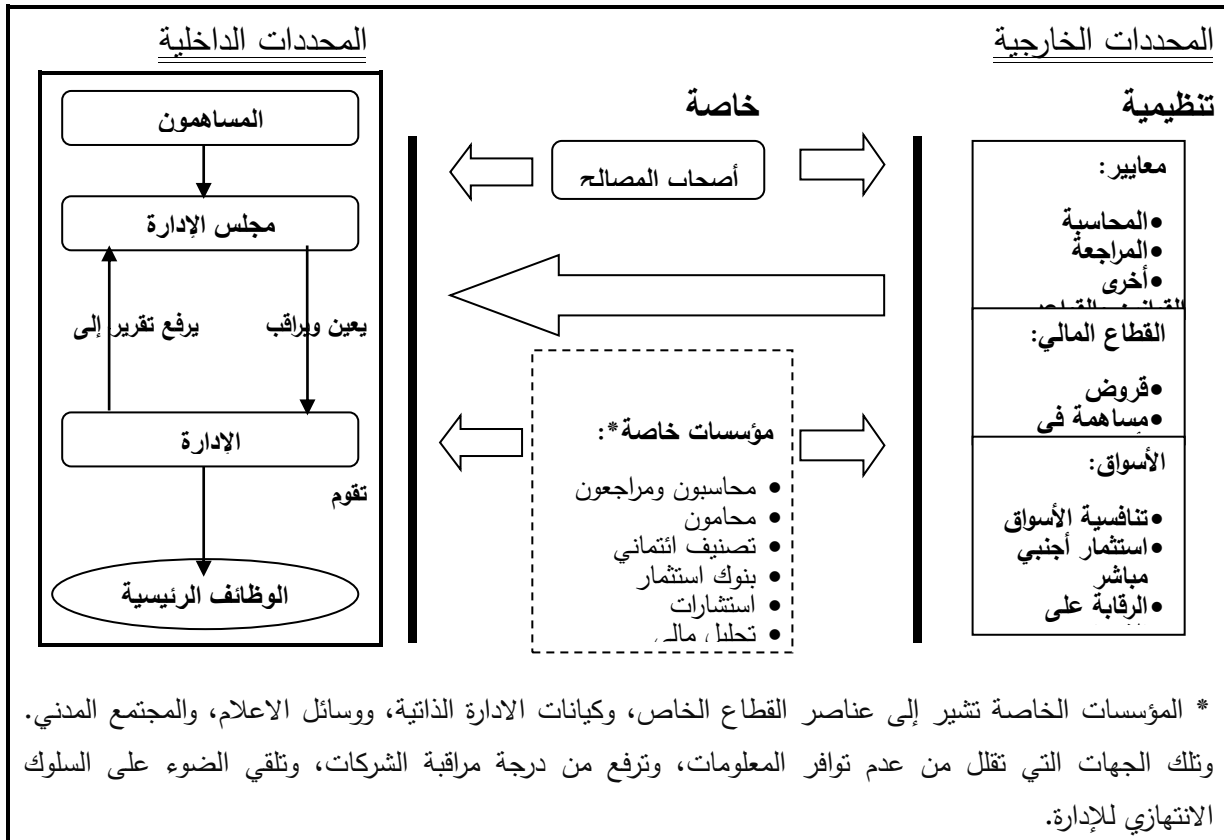 المحددات الخارجية
المحددات الداخلية
تنظيمية
خاصة
معايير:
•المحاسبة
•المراجعة
•أخرى
القطاع المالي:
•قروض
•مساهمة في
الأسواق:
•تنافسية الأسواق
•استثمار أجنبي
مباشر
•الرقابة على
أصحاب المصالح
مؤسسات خاصة*:
• محاسبون ومراجعون
• محامون
• تصنيف ائتماني
• بنوك استثمار
• استشارات
• تحليل مالي
المساهمون
مجلس الإدارة
يعين ويراقب
يرفع تقرير إلى
الإدارة
تقوم
الوظائف الرئيسية
* المؤسسات الخاصة تشير إلى عناصر القطاع الخاص، وكيانات الادارة الذاتية، ووسائل الاعلام، والمجتمع المدني.
وتلك الجهات التي تقلل من عدم توافر المعلومات، وترفع من درجة مراقبة الشركات، وتلقي الضوء على السلوك
الانتهازي للإدارة.